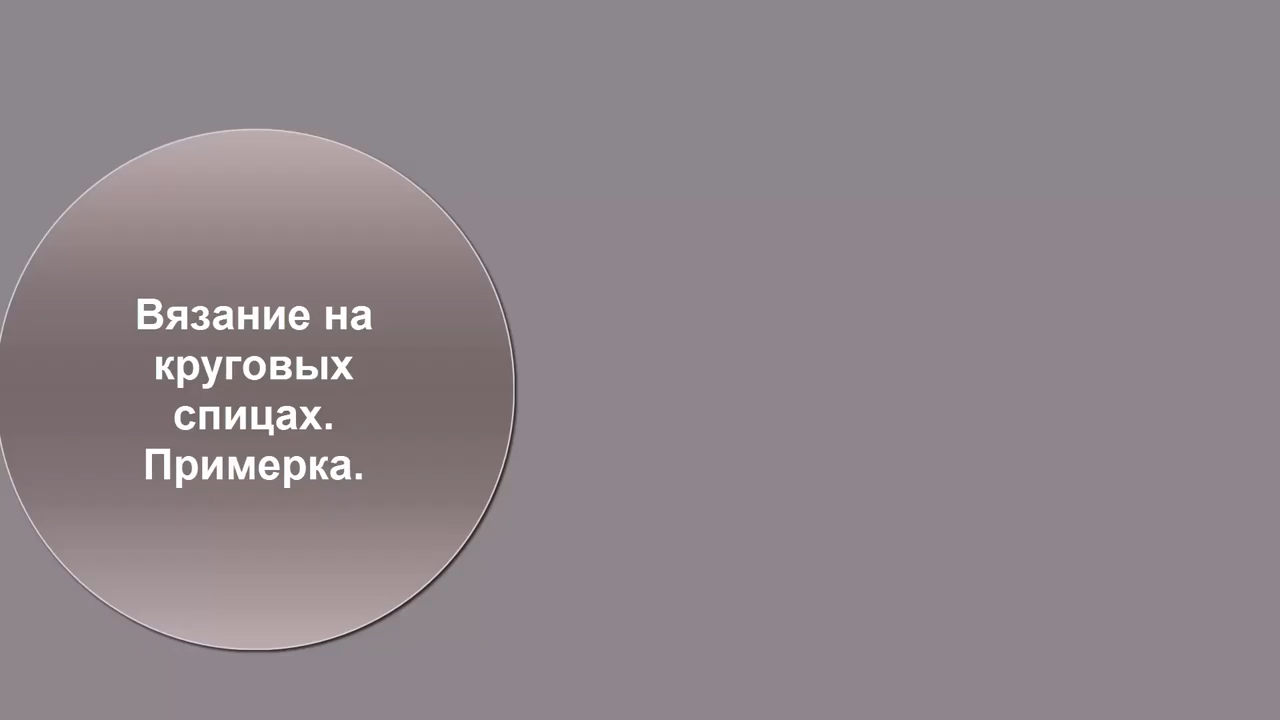 Вязание на
круговых
спицах.
Примерка.